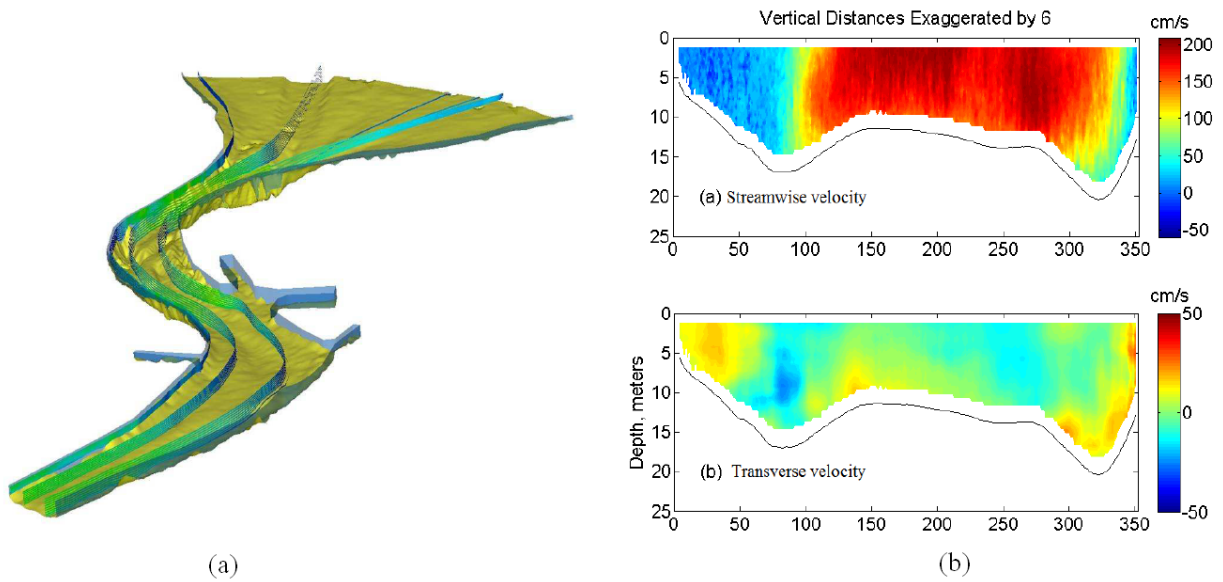 Vertical Distances Exaggerated by 6
cm/s
0
5
10
15
20
25
0 50 100 150 200 250 300 350
(a) Streamwise velocity
200
150
100
50
0
-50
cm/s
Depth, meters
0
5
10
15
20
25
0 50 100 150 200 250 300 350
(b) Transverse velocity
50
0
-50
(a)
(b)